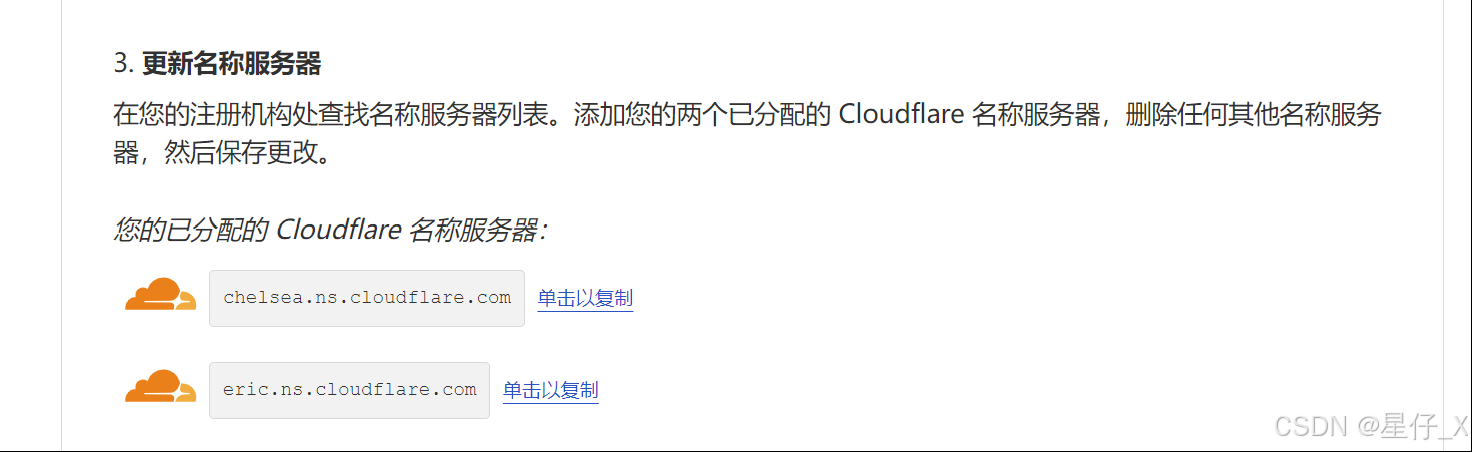 3. 更新名称服务器
在您的注册机构处查找名称服务器列表。添加您的两个已分配的 Cloudflare 名称服务器，删除任何其他名称服务
器，然后保存更改。
您的已分配的 Cloudflare 名称服务器：
chelsea.ns.cloudflare.com 单击以复制
eric.ns.cloudflare.com 单击以复制
CSDN @星仔_X